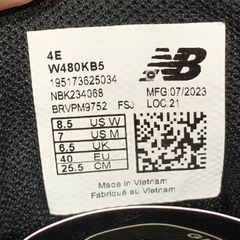 4E
W480KB5
195173625034
NBK234068
BRVPM9752 FSJ
NB
MFG:07/2023
LOC:21
8.5 US W
7 US M
6.5 UK
40 EU
25.5 CM
Made in Vietnam
Fabriqué au Vietnam